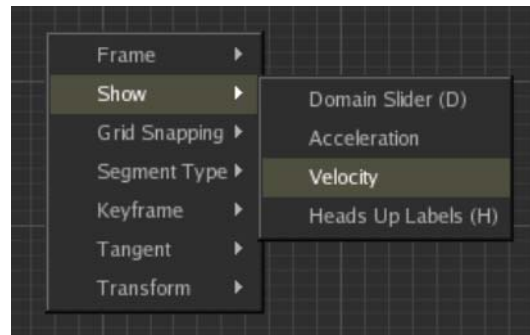 Frame
Show
Grid Snapping
Segment Type
Keyframe
Tangent
Transform
Domain Slider (D)
Acceleration
Velocity
Heads Up Labels (H)